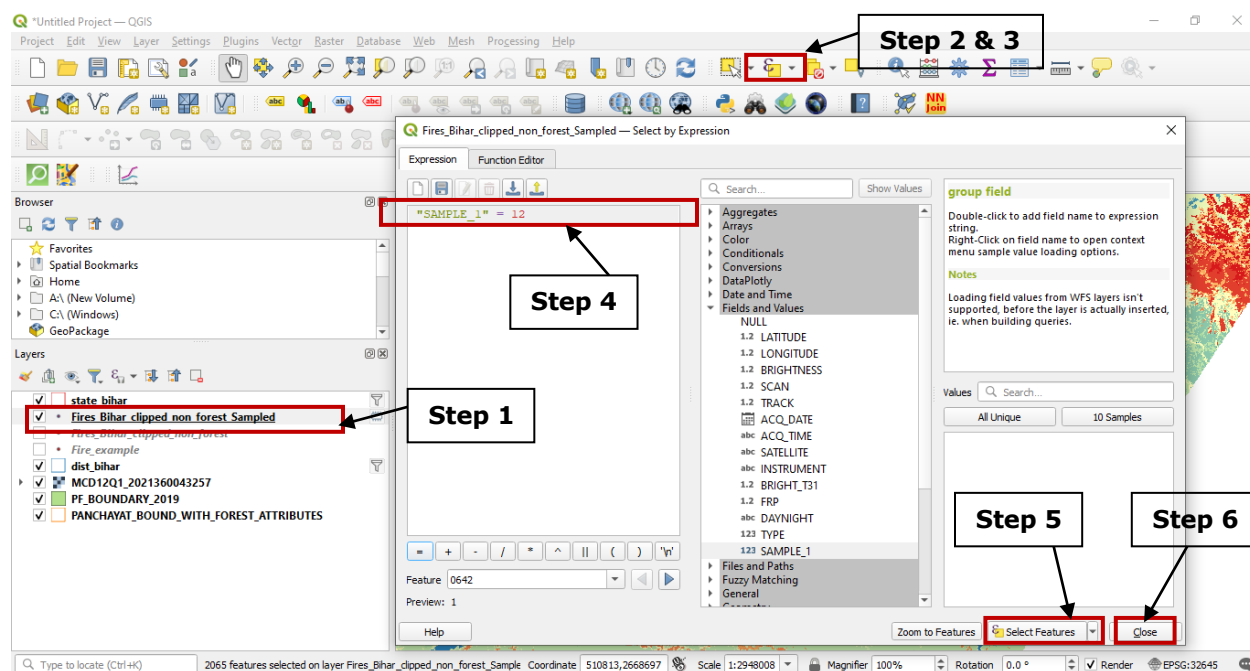 *Untitled Project — QGIS
Project Edit View Layer Settings Plugins Vector Raster Database Web Mesh Processing Help
Step 2 & 3
Fires_Bihar_clipped_non_forest_Sampled — Select by Expression
Expression Function Editor
Search... Show Values
"SAMPLE_1" = 12
Step 4
Aggregates
Arrays
Color
Conditionals
Conversions
DataPlotly
Date and Time
Fields and Values
NULL
1.2 LATITUDE
1.2 LONGITUDE
1.2 BRIGHTNESS
1.2 SCAN
1.2 TRACK
ACQ_DATE
abc ACQ_TIME
abc SATELLITE
abc INSTRUMENT
1.2 BRIGHT_T31
1.2 FRP
abc DAYNIGHT
123 TYPE
123 SAMPLE_1
Files and Paths
Fuzzy Matching
General
group field
Double-click to add field name to expression
string.
Right-Click on field name to open context
menu sample value loading options.
Notes
Loading field values from WFS layers isn't
supported, before the layer is actually inserted,
ie. when building queries.
Values Search...
All Unique 10 Samples
Step 5
Step 6
= + - / * ^ || ( ) '\n'
Feature 0642
Preview: 1
Help Zoom to Features Select Features Close
Browser
Favorites
Spatial Bookmarks
Home
A:\ (New Volume)
C:\ (Windows)
GeoPackage
Layers
Step 1
state_bihar
Fires_Bihar_clipped_non_forest_Sampled
Fires_Bihar_clipped_non_forest
Fire_example
dist_bihar
MCD12Q1_2021360043257
PF_BOUNDARY_2019
PANCHAYAT_BOUND_WITH_FOREST_ATTRIBUTES
Type to locate (Ctrl+K) 2065 features selected on layer Fires_Bihar_clipped_non_forest_Sample Coordinate 510813,2668697 Scale 1:2948008 Magnifier 100% Rotation 0.0 ° Render EPSG:32645